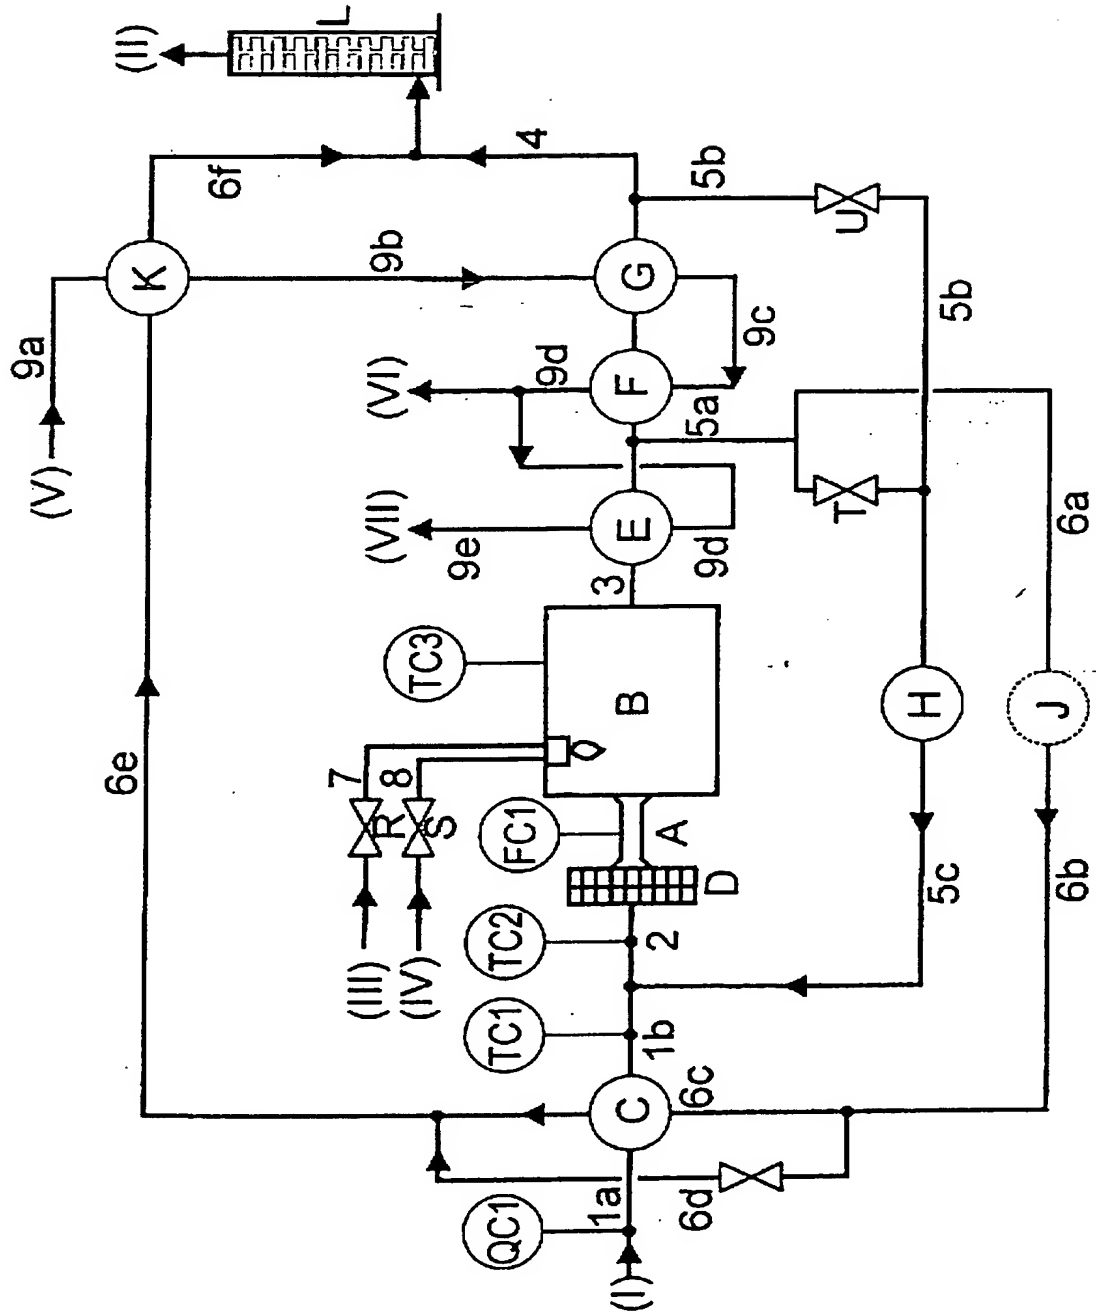 (V)
9a
6e
(II)
K
6f
L
7
(III)
R
8
(VII)
(VI)
9b
(IV)
S
TC3
9e
QC1
TC1
TC2
FC1
4
9d
1a
3
(I)
C
B
E
F
G
1b
2
A
6d
6c
9d
5a
5b
D
9c
T
U
H
5c
5b
J
6b
6a